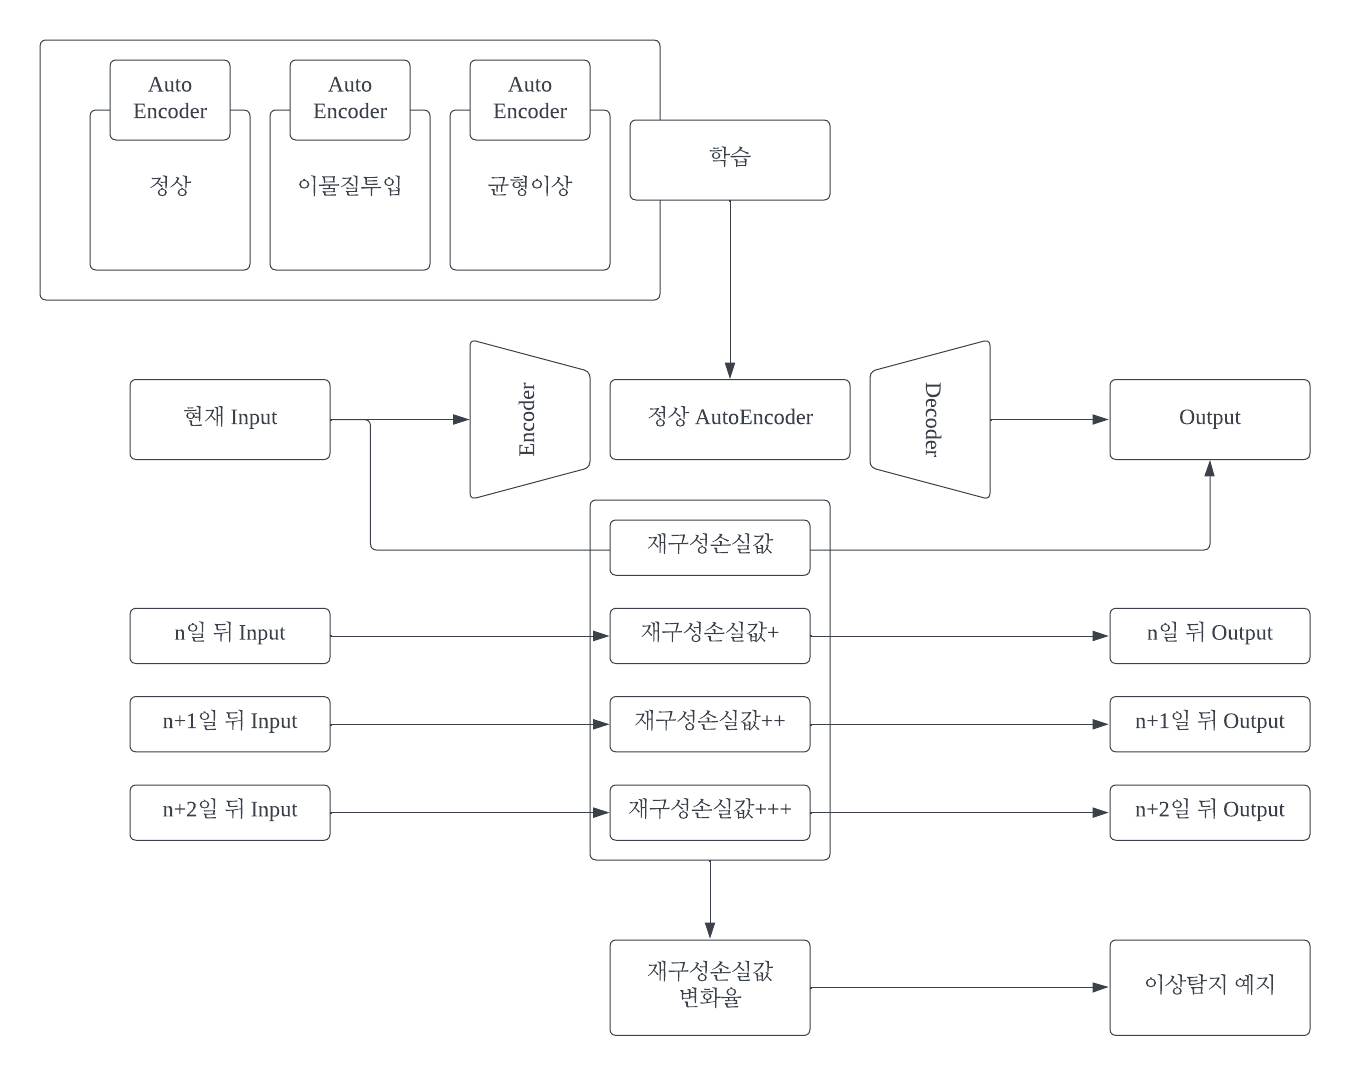 Auto
Encoder
정상
Auto
Encoder
이물질투입
Auto
Encoder
균형이상
학습
현재 Input
Encoder
정상 AutoEncoder
Decoder
Output
재구성손실값
n일 뒤 Input
재구성손실값+
n일 뒤 Output
n+1일 뒤 Input
재구성손실값++
n+1일 뒤 Output
n+2일 뒤 Input
재구성손실값+++
n+2일 뒤 Output
재구성손실값
변화율
이상탐지 예지